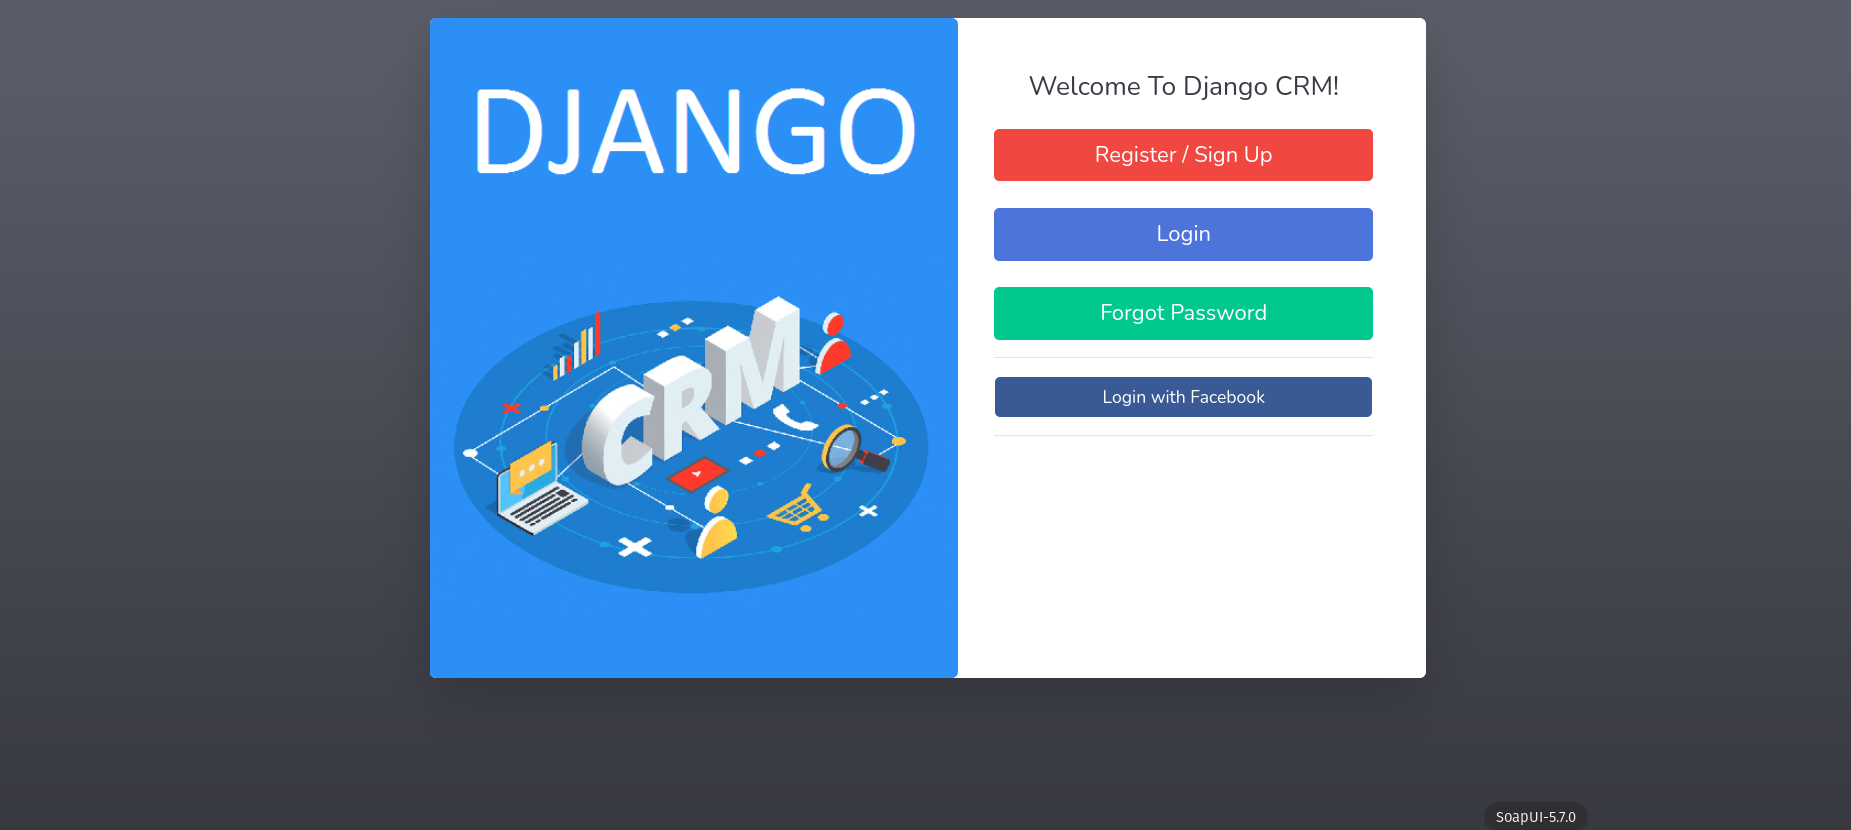 DJANGO
CRM
Welcome To Django CRM!
Register / Sign Up
Login
Forgot Password
Login with Facebook
SoapUI-5.7.0